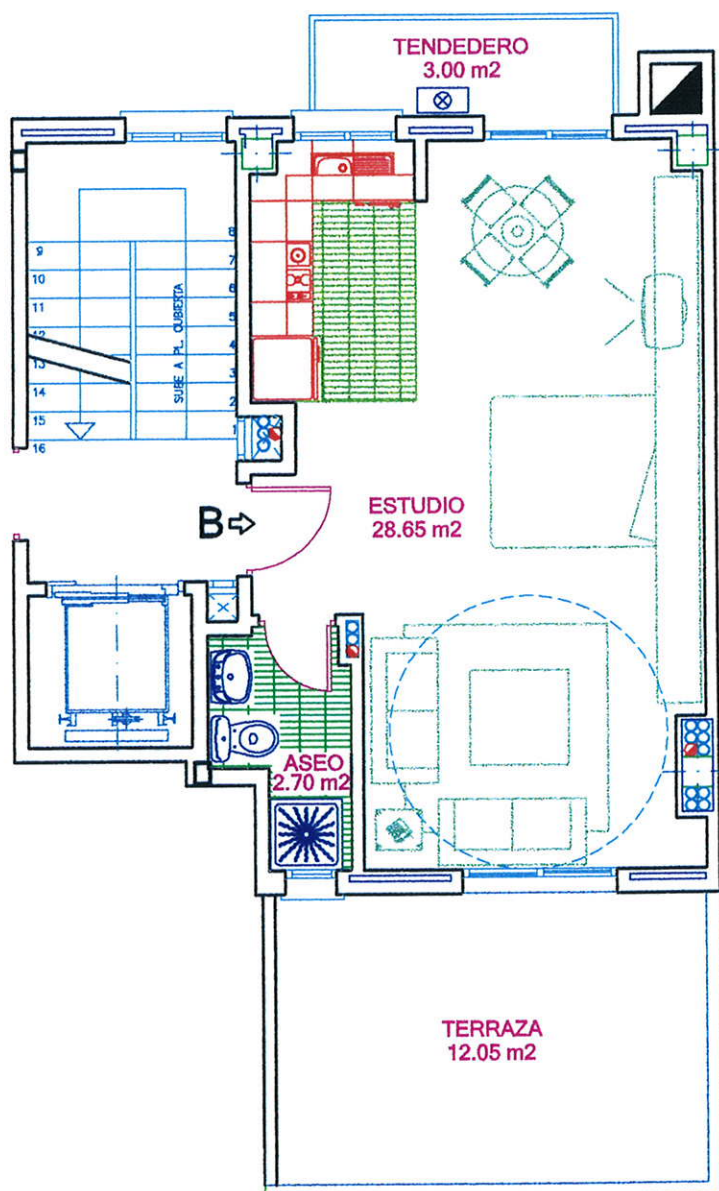 TENDEDERO
3.00 m2
8
9
7
10
6
11
5
12
4
13
3
14
2
15
1
16
SUBE A PL. CUBIERTA
B
ESTUDIO
28.65 m2
ASEO
2.70 m2
TERRAZA
12.05 m2